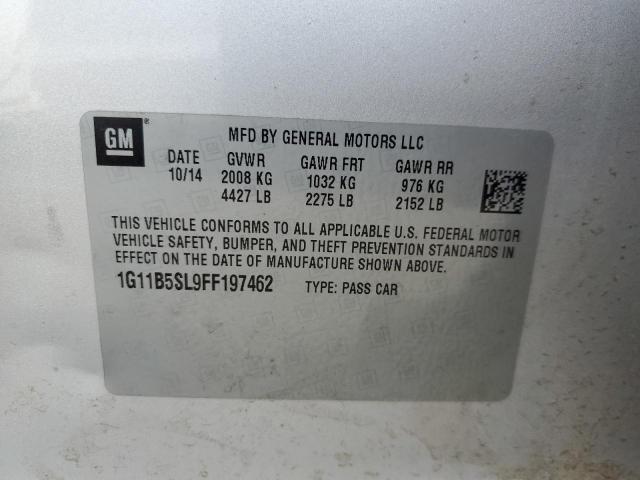 GM ®
MFD BY GENERAL MOTORS LLC
DATE GVWR GAWR FRT GAWR RR
10/14 2008 KG 1032 KG 976 KG
4427 LB 2275 LB 2152 LB
THIS VEHICLE CONFORMS TO ALL APPLICABLE U.S. FEDERAL MOTOR
VEHICLE SAFETY, BUMPER, AND THEFT PREVENTION STANDARDS IN
EFFECT ON THE DATE OF MANUFACTURE SHOWN ABOVE.
1G11B5SL9FF197462 TYPE: PASS CAR